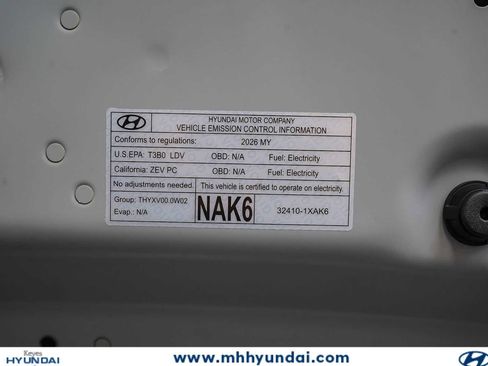 HYUNDAI MOTOR COMPANY
VEHICLE EMISSION CONTROL INFORMATION
Conforms to regulations: 2026 MY
U.S.EPA: T3B0 LDV OBD: N/A Fuel: Electricity
California: ZEV PC OBD: N/A Fuel: Electricity
No adjustments needed. This vehicle is certified to operate on electricity.
Group: THYXV00.0W02
Evap.: N/A
NAK6
32410-1XAK6
Keyes
HYUNDAI
www.mhhyundai.com